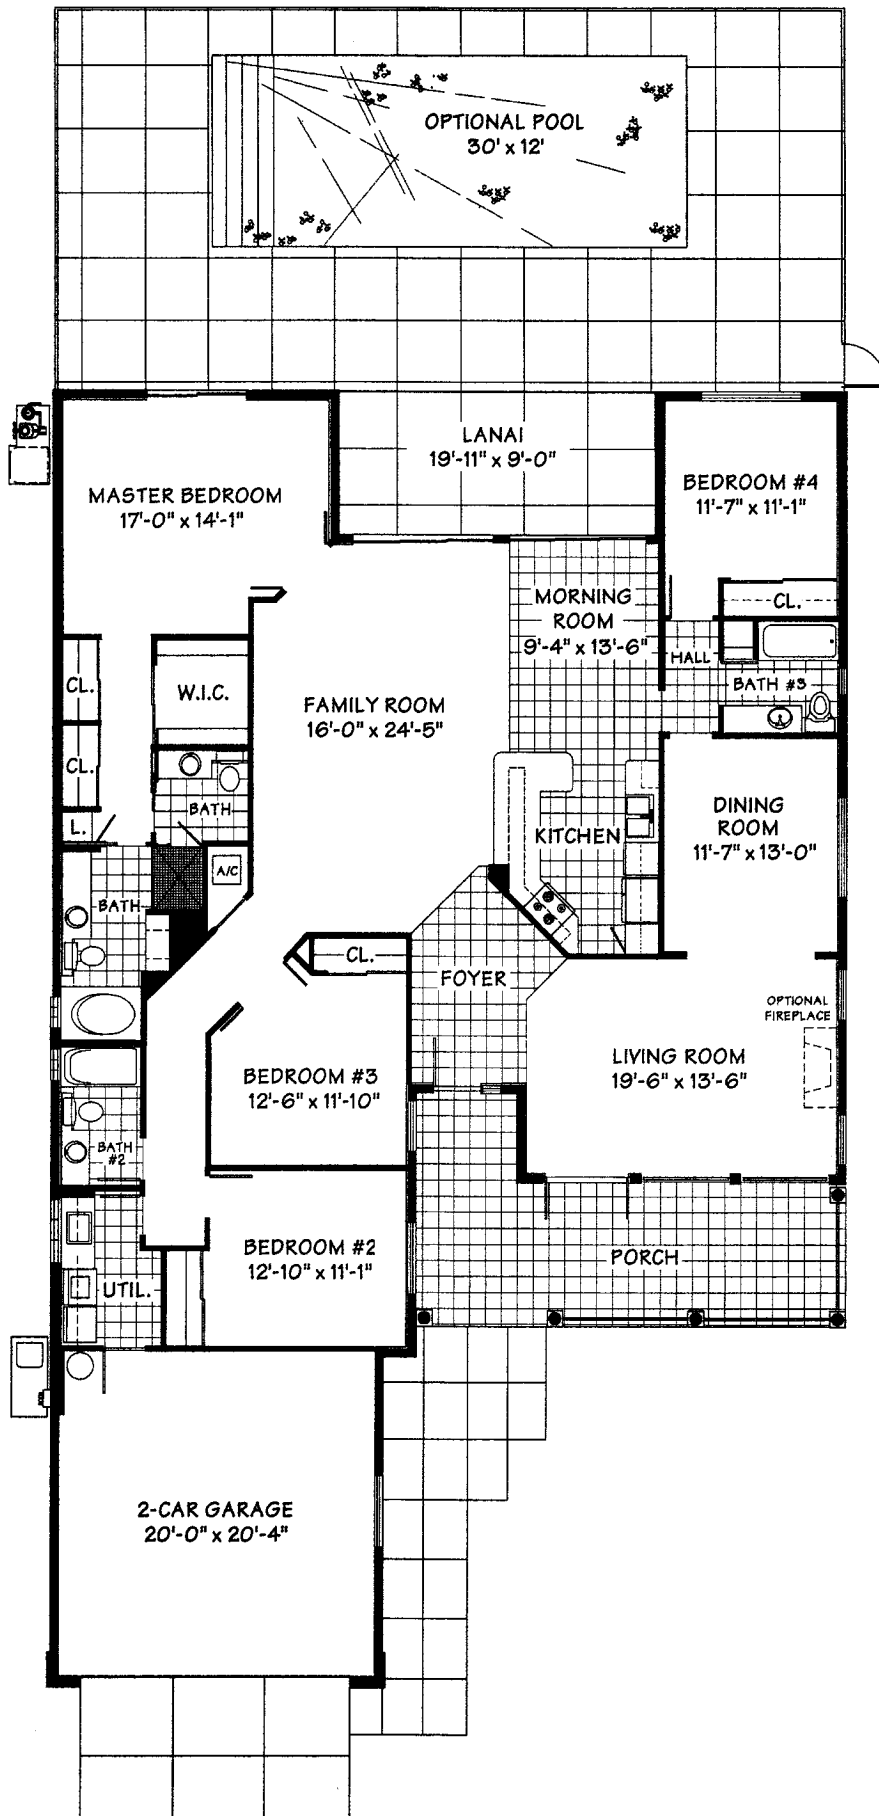 OPTIONAL POOL
30' x 12'
LANAI
19'-11" x 9'-0"
MASTER BEDROOM
17'-0" x 14'-1"
BEDROOM #4
11'-7" x 11'-1"
CL.
MORNING
ROOM
9'-4" x 13'-6"
HALL
BATH #3
CL.
W.I.C.
FAMILY ROOM
16'-0" x 24'-5"
CL.
BATH
L.
KITCHEN
DINING
ROOM
11'-7" x 13'-0"
A/C
BATH
CL.
FOYER
OPTIONAL
FIREPLACE
LIVING ROOM
19'-6" x 13'-6"
BEDROOM #3
12'-6" x 11'-10"
BATH
#2
BEDROOM #2
12'-10" x 11'-1"
PORCH
UTIL.
2-CAR GARAGE
20'-0" x 20'-4"